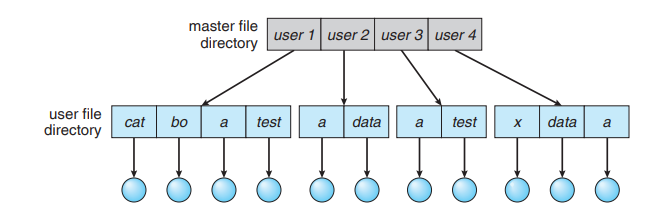 master file
directory
user 1 user 2 user 3 user 4
user file
directory
cat bo a test a data a test x data a